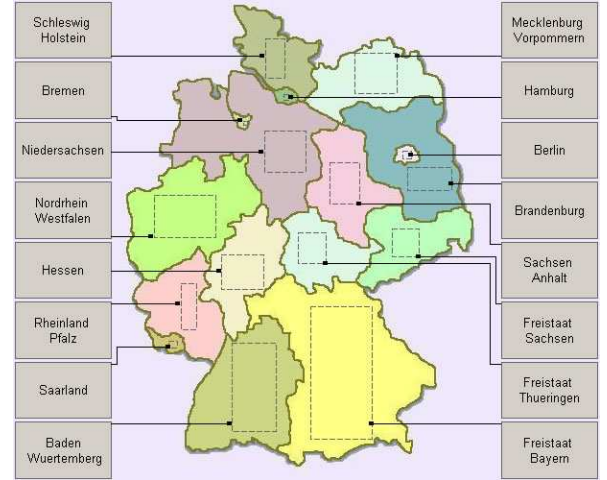 Schleswig
Holstein
Bremen
Niedersachsen
Nordrhein
Westfalen
Hessen
Rheinland
Pfalz
Saarland
Baden
Wuertemberg
Mecklenburg
Vorpommern
Hamburg
Berlin
Brandenburg
Sachsen
Anhalt
Freistaat
Sachsen
Freistaat
Thueringen
Freistaat
Bayern